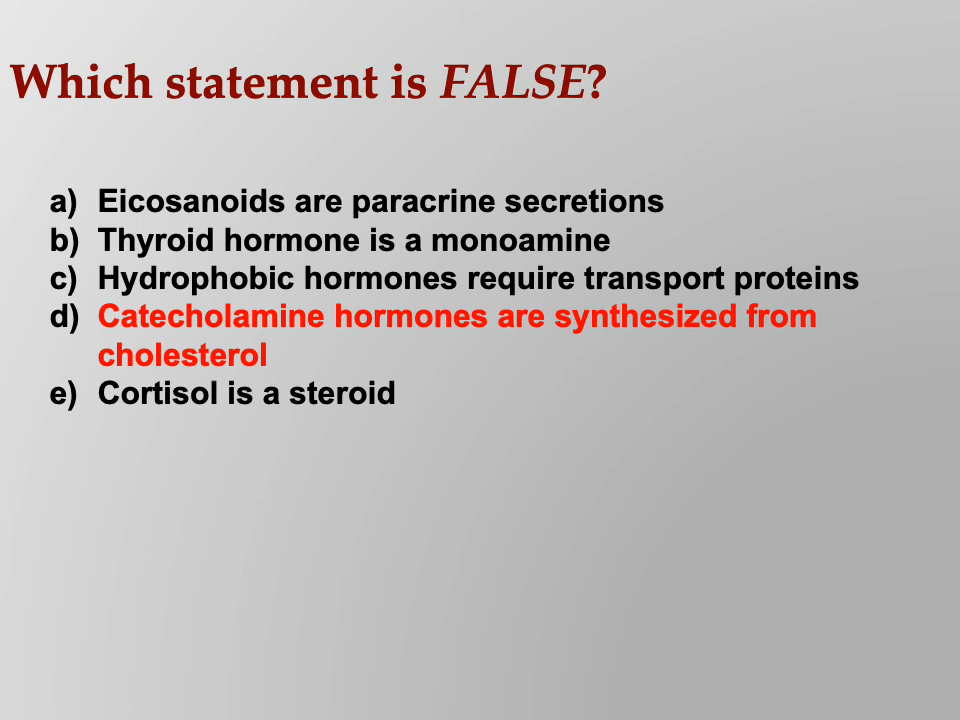 Which statement is FALSE?
a) Eicosanoids are paracrine secretions
b) Thyroid hormone is a monoamine
c) Hydrophobic hormones require transport proteins
d) Catecholamine hormones are synthesized from
cholesterol
e) Cortisol is a steroid